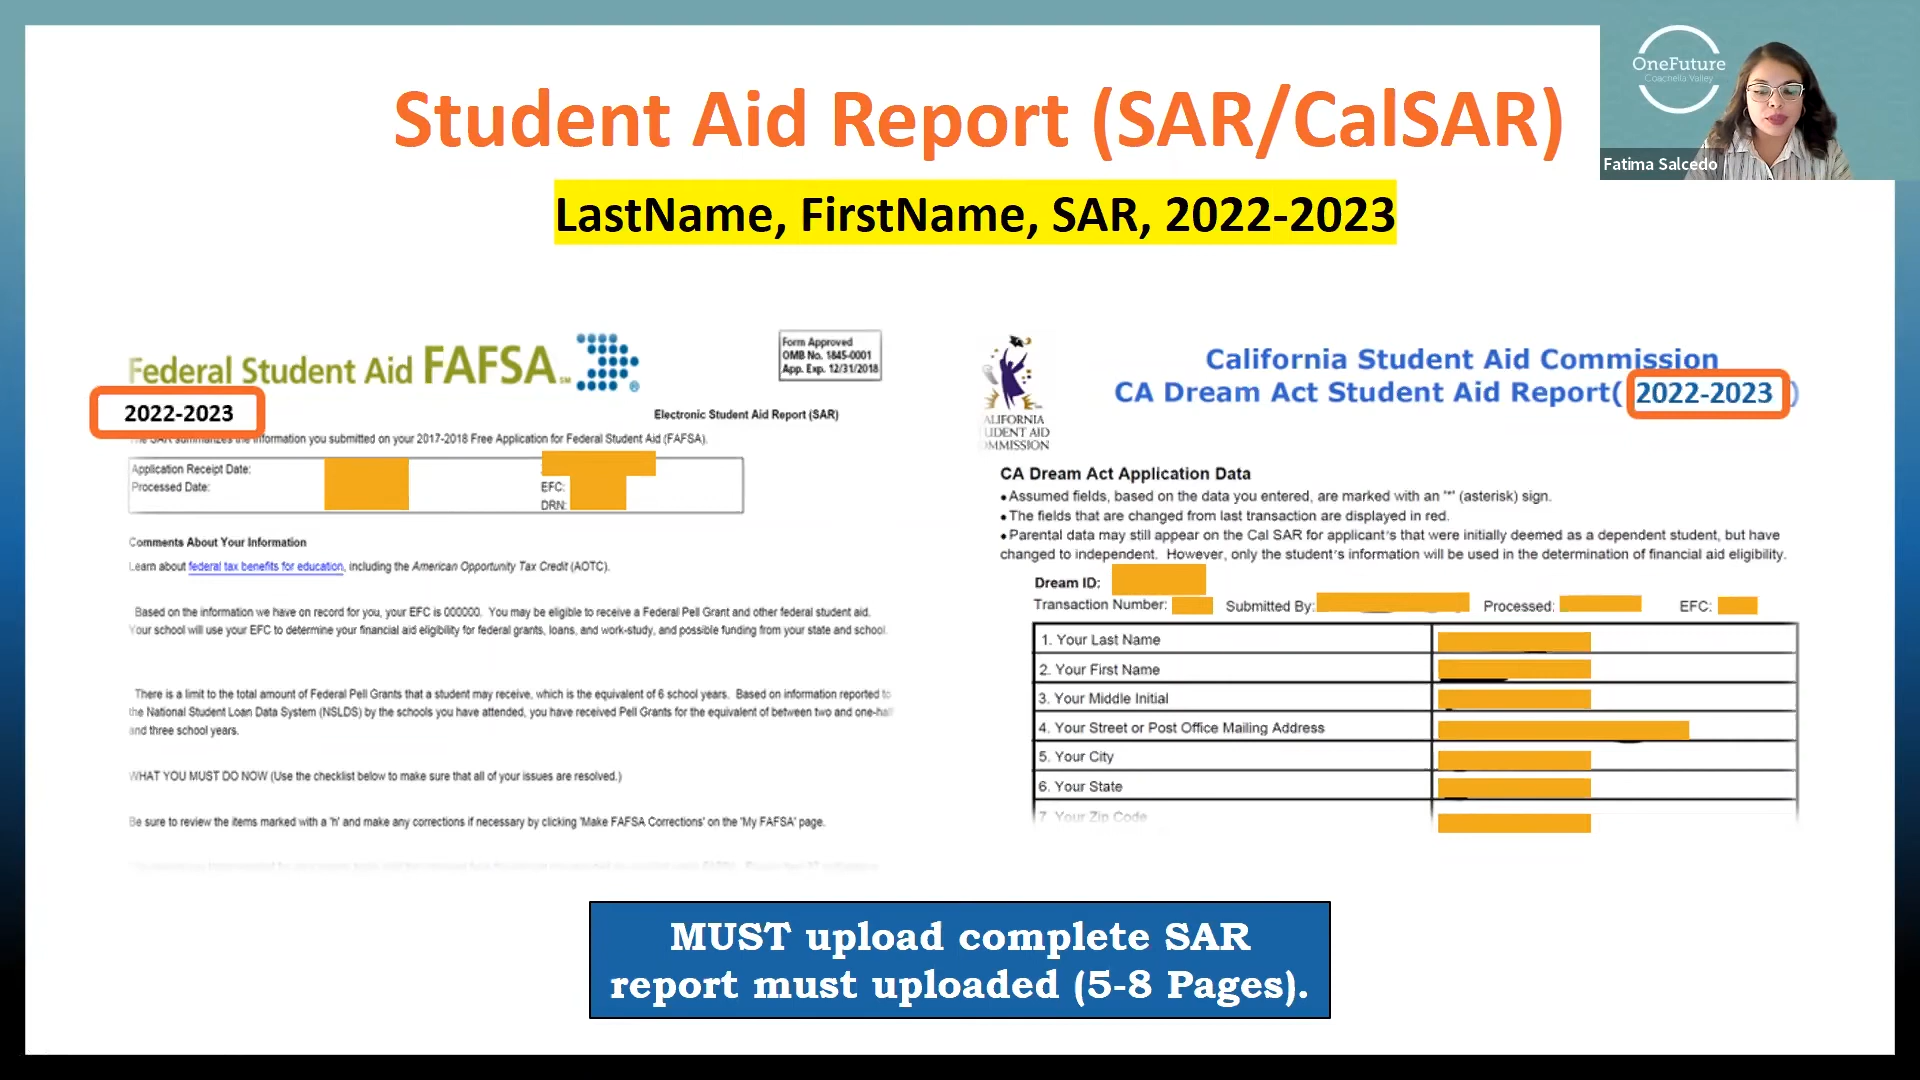 Student Aid Report (SAR/CalSAR)
OneFuture
Coachella Valley
Fatima Salcedo
LastName, FirstName, SAR, 2022-2023
Federal Student Aid FAFSA
SM
®
Form Approved
OMB No. 1845-0001
App. Exp. 12/31/2018
2022-2023
Electronic Student Aid Report (SAR)
The SAR summarizes the information you submitted on your 2017-2018 Free Application for Federal Student Aid (FAFSA).
Application Receipt Date:
Processed Date:
EFC:
DRN:
Comments About Your Information
Learn about federal tax benefits for education, including the American Opportunity Tax Credit (AOTC).
Based on the information we have on record for you, your EFC is 000000. You may be eligible to receive a Federal Pell Grant and other federal student aid.
Your school will use your EFC to determine your financial aid eligibility for federal grants, loans, and work-study, and possible funding from your state and school.
There is a limit to the total amount of Federal Pell Grants that a student may receive, which is the equivalent of 6 school years. Based on information reported to
the National Student Loan Data System (NSLDS) by the schools you have attended, you have received Pell Grants for the equivalent of between two and one-half
and three school years.
WHAT YOU MUST DO NOW (Use the checklist below to make sure that all of your issues are resolved.)
Be sure to review the items marked with a 'h' and make any corrections if necessary by clicking 'Make FAFSA Corrections' on the 'My FAFSA' page.
ALIFORNIA
UDENT AID
OMMISSION
California Student Aid Commission
CA Dream Act Student Aid Report( 2022-2023 )
CA Dream Act Application Data
• Assumed fields, based on the data you entered, are marked with an "*" (asterisk) sign.
• The fields that are changed from last transaction are displayed in red.
• Parental data may still appear on the Cal SAR for applicant's that were initially deemed as a dependent student, but have
changed to independent. However, only the student's information will be used in the determination of financial aid eligibility.
Dream ID:
Transaction Number: Submitted By: Processed: EFC:
1. Your Last Name
2. Your First Name
3. Your Middle Initial
4. Your Street or Post Office Mailing Address
5. Your City
6. Your State
7. Your Zip Code
MUST upload complete SAR
report must uploaded (5-8 Pages).